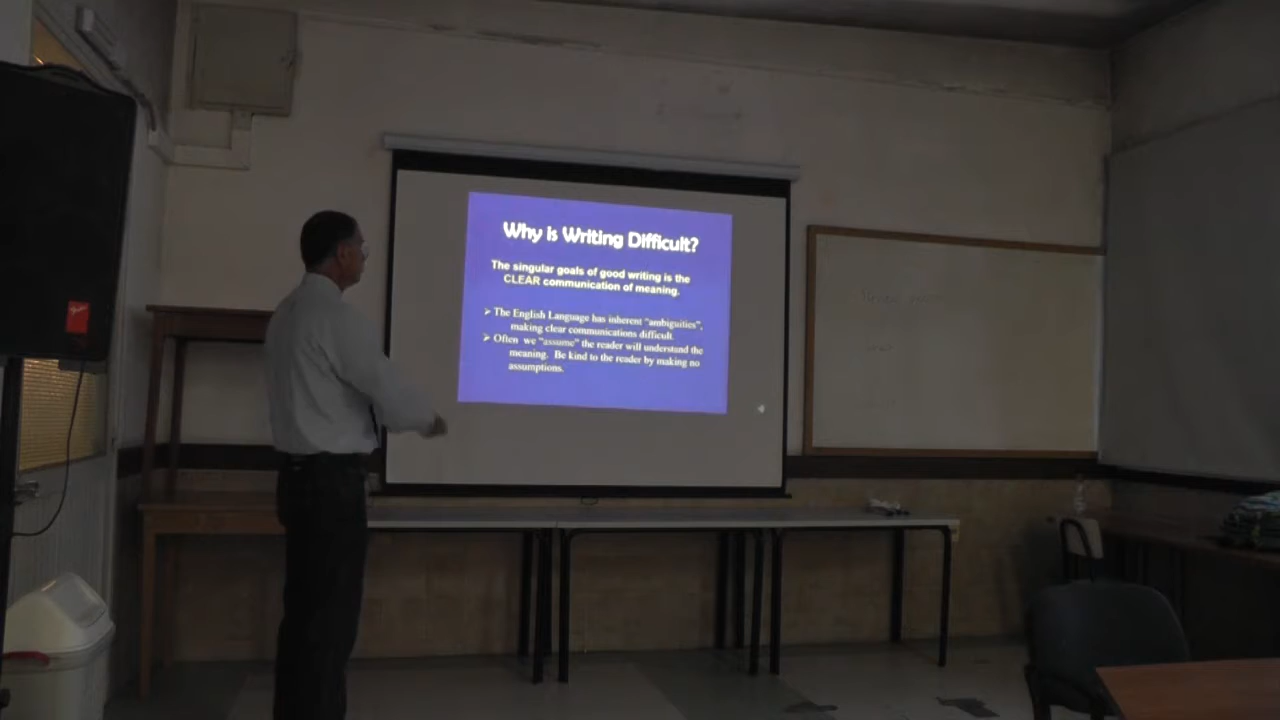 Why is Writing Difficult?
The singular goals of good writing is the
CLEAR communication of meaning.
➢ The English Language has inherent "ambiguities",
making clear communications difficult.
➢ Often we "assume" the reader will understand the
meaning. Be kind to the reader by making no
assumptions.